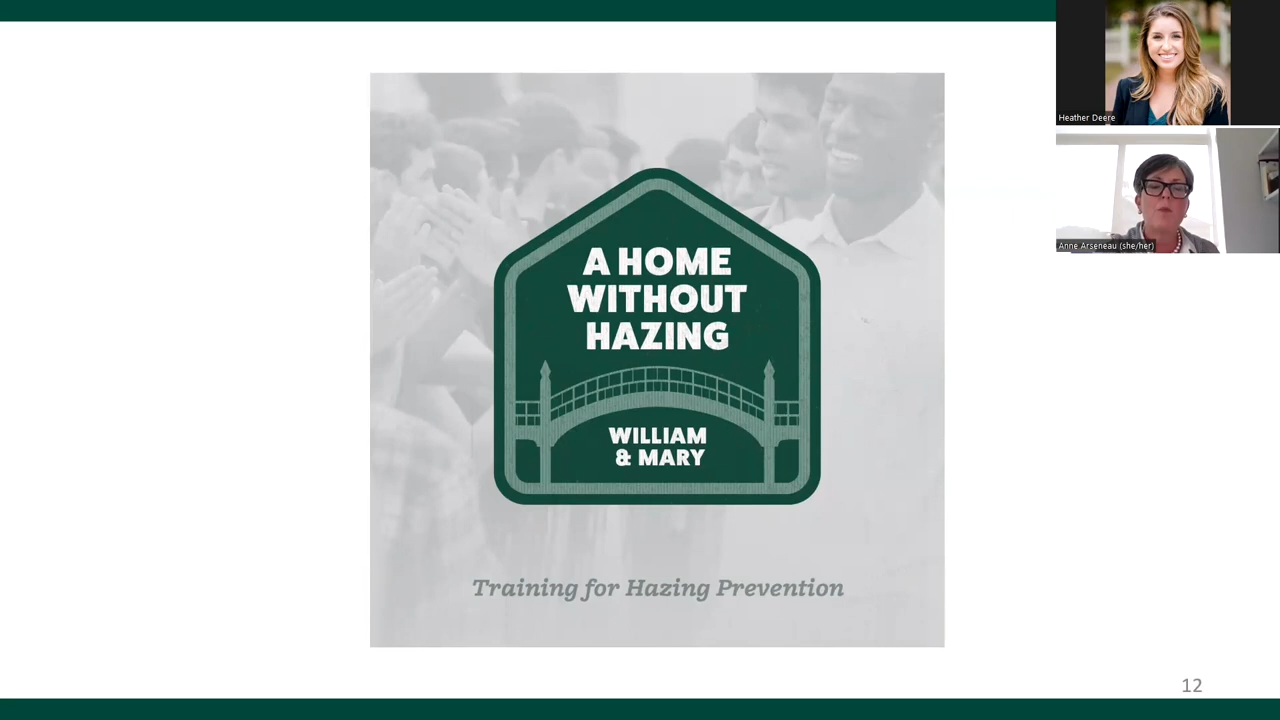 Heather Deere
Anne Arseneau (she/her)
A HOME
WITHOUT
HAZING
WILLIAM
& MARY
Training for Hazing Prevention
12